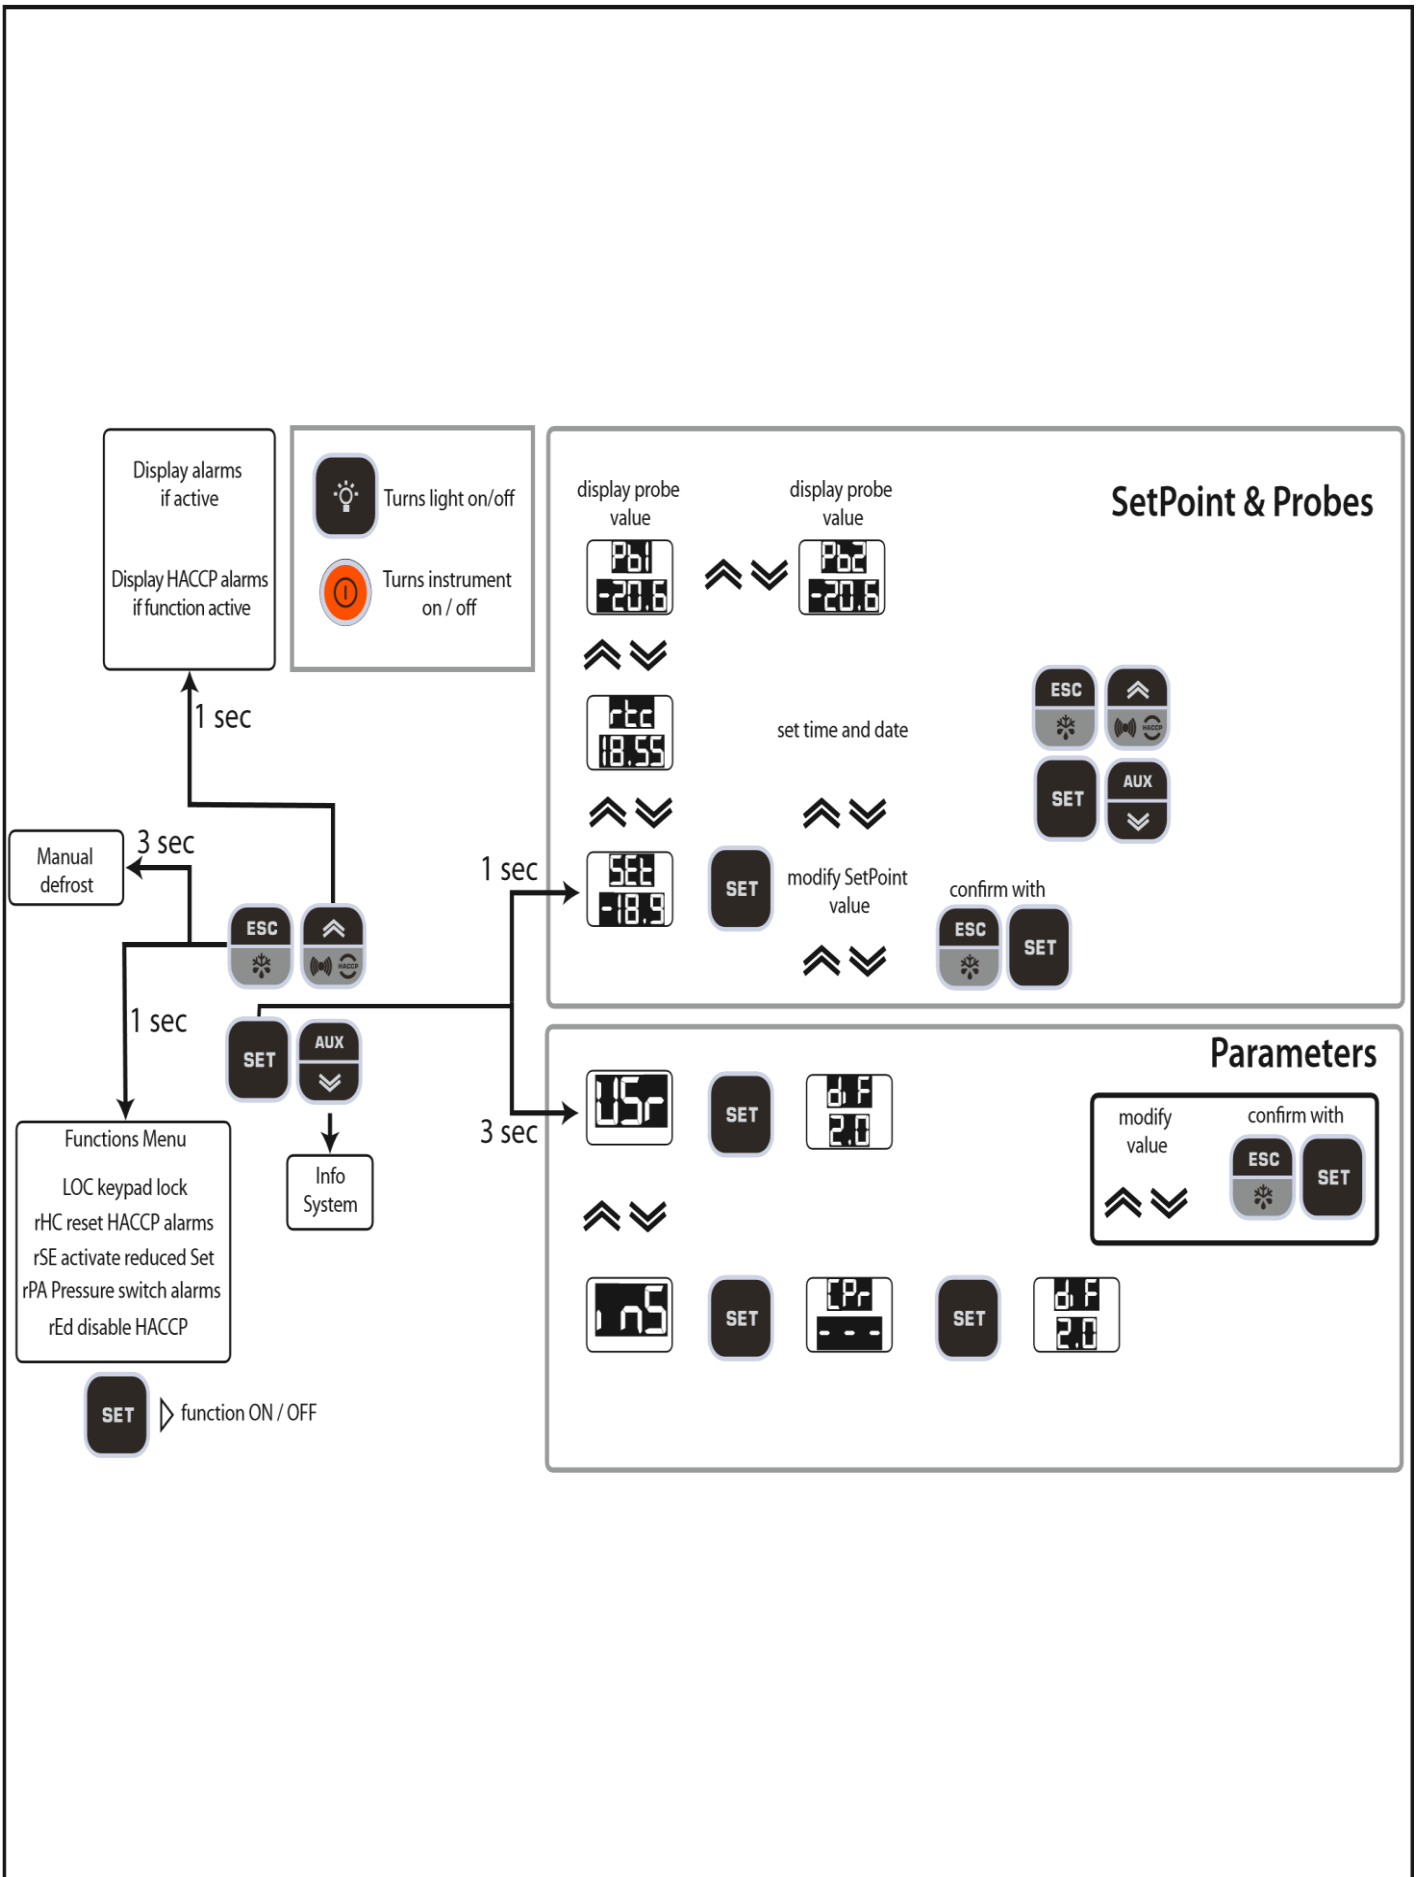 Display alarms
if active
Display HACCP alarms
if function active
Turns light on/off
Turns instrument
on / off
SetPoint & Probes
display probe
value
display probe
value
Pb1
-20.6
Pb2
-20.6
rtc
18.55
set time and date
ESC
HACCP
SET
AUX
SEt
-18.9
SET
modify SetPoint
value
confirm with
ESC
SET
1 sec
3 sec
Manual
defrost
ESC
HACCP
1 sec
1 sec
SET
AUX
3 sec
Functions Menu
LOC keypad lock
rHC reset HACCP alarms
rSE activate reduced Set
rPA Pressure switch alarms
rEd disable HACCP
Info
System
SET
function ON / OFF
Parameters
USr
SET
diF
2.0
modify
value
confirm with
ESC
SET
inS
SET
CPr
- - -
SET
diF
2.0